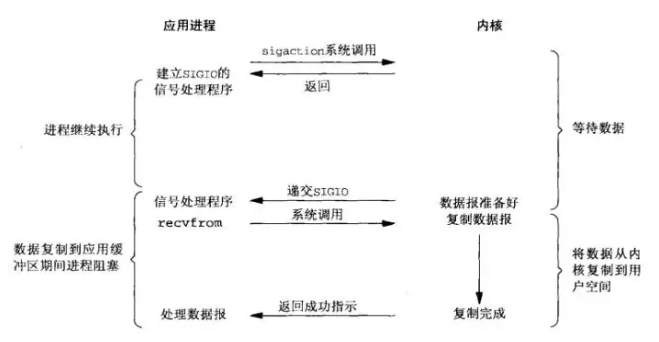 应用进程
内核
sigaction系统调用
建立SIGIO的
信号处理程序
返回
进程继续执行
等待数据
信号处理程序
递交SIGIO
数据报准备好
recvfrom
系统调用
复制数据报
数据复制到应用缓
冲区期间进程阻塞
将数据从内
核复制到用
户空间
处理数据报
返回成功指示
复制完成